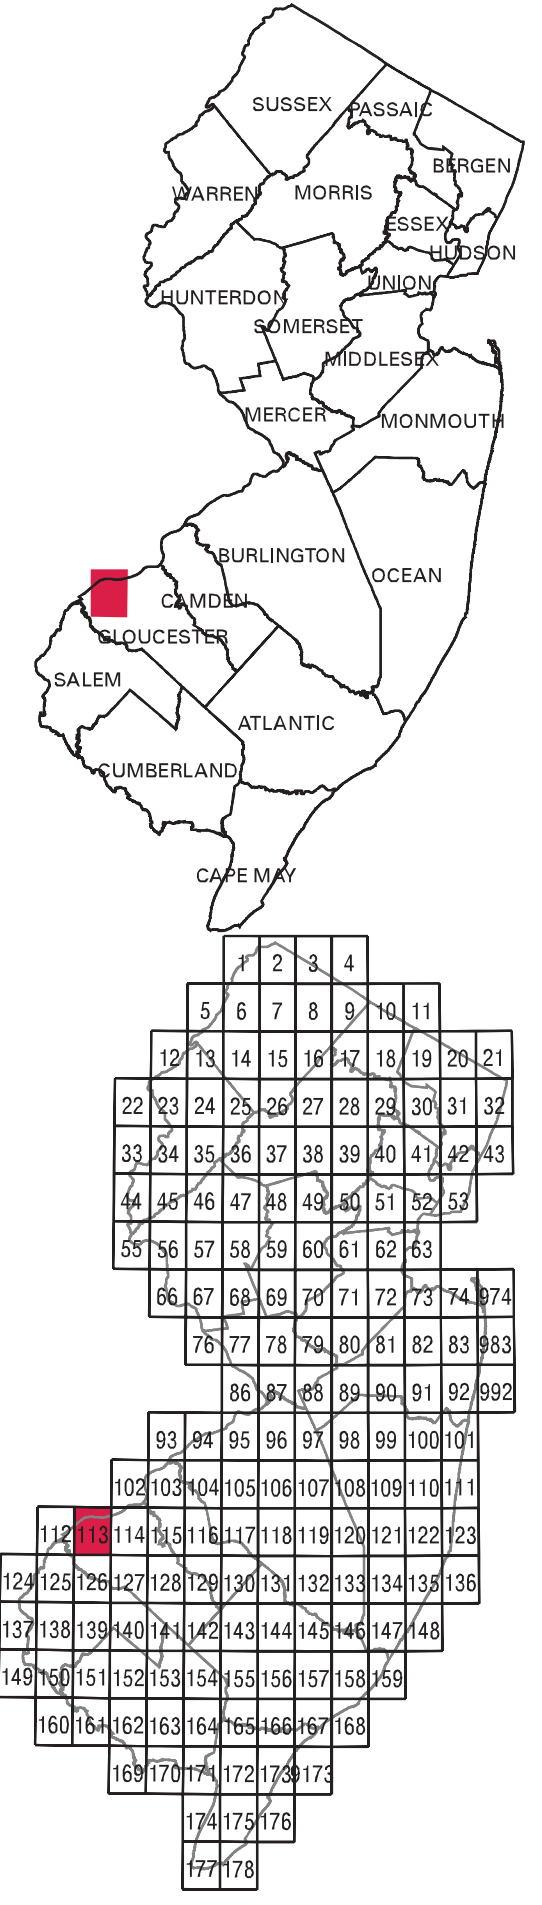 SUSSEX
PASSAIC
BERGEN
WARREN
MORRIS
ESSEX
HUDSON
UNION
HUNTERDON
SOMERSET
MIDDLESEX
MERCER
MONMOUTH
BURLINGTON
OCEAN
CAMDEN
GLOUCESTER
SALEM
ATLANTIC
CUMBERLAND
CAPE MAY
1 2 3 4
5 6 7 8 9 10 11
12 13 14 15 16 17 18 19 20 21
22 23 24 25 26 27 28 29 30 31 32
33 34 35 36 37 38 39 40 41 42 43
44 45 46 47 48 49 50 51 52 53
55 56 57 58 59 60 61 62 63
66 67 68 69 70 71 72 73 74 974
76 77 78 79 80 81 82 83 983
86 87 88 89 90 91 92 992
93 94 95 96 97 98 99 100 101
102 103 104 105 106 107 108 109 110 111
112 113 114 115 116 117 118 119 120 121 122 123
124 125 126 127 128 129 130 131 132 133 134 135 136
137 138 139 140 141 142 143 144 145 146 147 148
149 150 151 152 153 154 155 156 157 158 159
160 161 162 163 164 165 166 167 168
169 170 171 172 173 9173
174 175 176
177 178